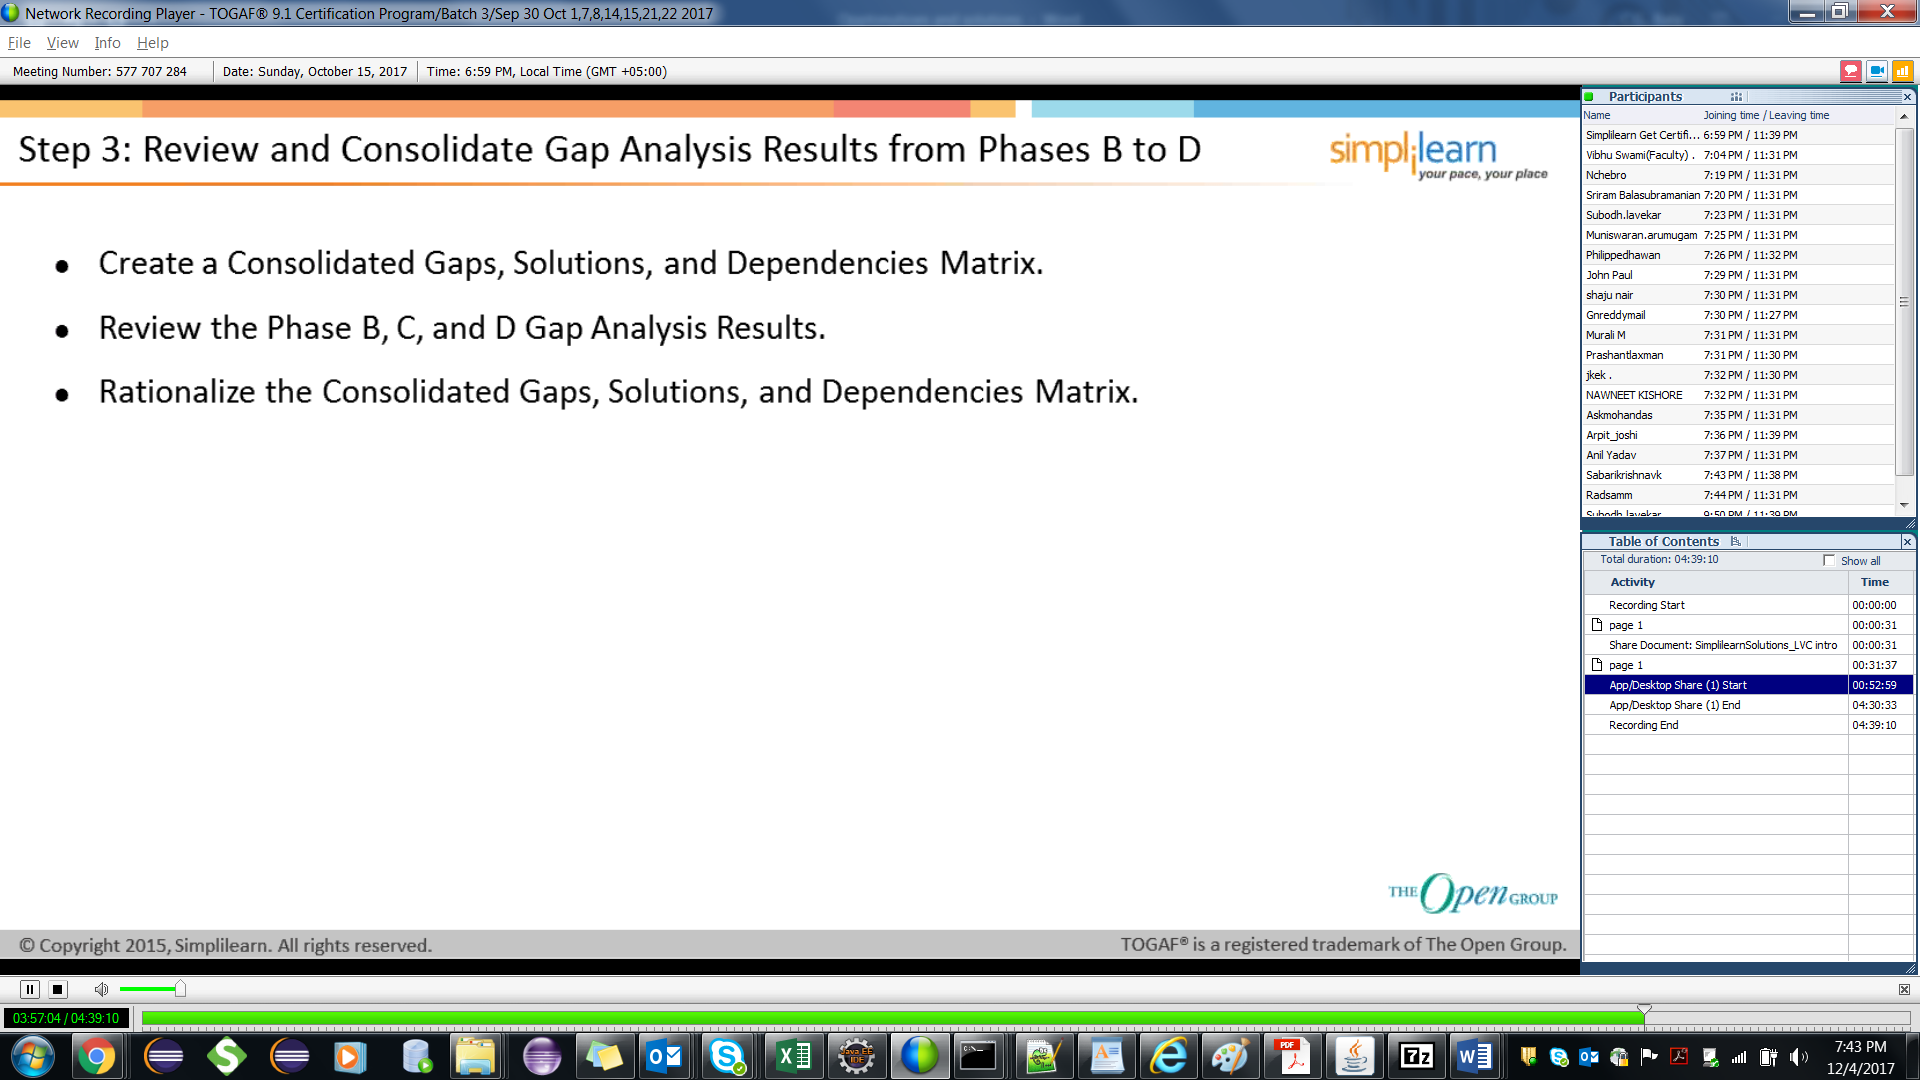 Network Recording Player - TOGAF® 9.1 Certification Program/Batch 3/Sep 30 Oct 1,7,8,14,15,21,22 2017
File View Info Help
Meeting Number: 577 707 284 Date: Sunday, October 15, 2017 Time: 6:59 PM, Local Time (GMT +05:00)
Step 3: Review and Consolidate Gap Analysis Results from Phases B to D
simplilearn
your pace, your place
• Create a Consolidated Gaps, Solutions, and Dependencies Matrix.
• Review the Phase B, C, and D Gap Analysis Results.
• Rationalize the Consolidated Gaps, Solutions, and Dependencies Matrix.
THE Open GROUP
© Copyright 2015, Simplilearn. All rights reserved.
TOGAF® is a registered trademark of The Open Group.
Participants
Name Joining time / Leaving time
Simplilearn Get Certifi... 6:59 PM / 11:39 PM
Vibhu Swami(Faculty) . 7:04 PM / 11:31 PM
Nchebro 7:19 PM / 11:31 PM
Sriram Balasubramanian 7:20 PM / 11:31 PM
Subodh.lavekar 7:23 PM / 11:31 PM
Muniswaran.arumugam 7:25 PM / 11:31 PM
Philippedhawan 7:26 PM / 11:32 PM
John Paul 7:29 PM / 11:31 PM
shaju nair 7:30 PM / 11:31 PM
Gnreddymail 7:30 PM / 11:27 PM
Murali M 7:31 PM / 11:31 PM
Prashantlaxman 7:31 PM / 11:30 PM
jkek . 7:32 PM / 11:30 PM
NAWNEET KISHORE 7:32 PM / 11:31 PM
Askmohandas 7:35 PM / 11:31 PM
Arpit_joshi 7:36 PM / 11:39 PM
Anil Yadav 7:37 PM / 11:31 PM
Sabarikrishnavk 7:43 PM / 11:38 PM
Radsamm 7:44 PM / 11:31 PM
Subodh.lavekar 9:50 PM / 11:39 PM
Table of Contents
Total duration: 04:39:10 Show all
Activity Time
Recording Start 00:00:00
page 1 00:00:31
Share Document: SimplilearnSolutions_LVC intro 00:00:31
page 1 00:31:37
App/Desktop Share (1) Start 00:52:59
App/Desktop Share (1) End 04:30:33
Recording End 04:39:10
03:57:04 / 04:39:10
7:43 PM
12/4/2017